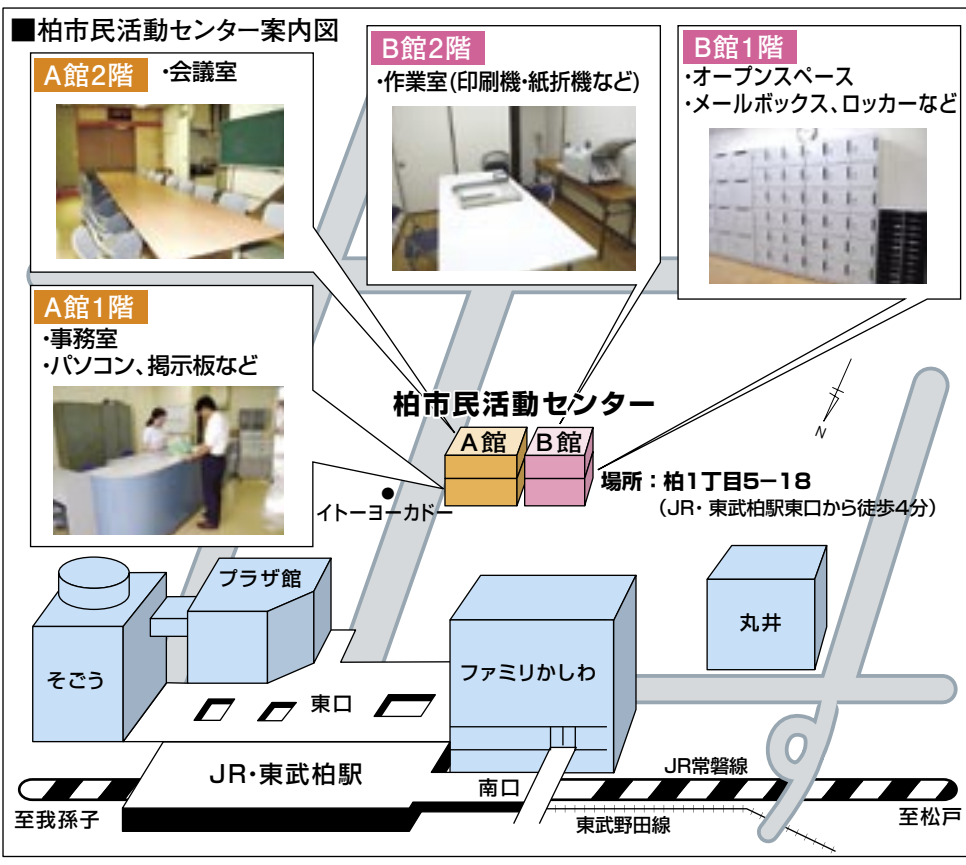 ■柏市民活動センター案内図
A館2階
・会議室
B館2階
・作業室(印刷機・紙折機など)
B館1階
・オープンスペース
・メールボックス、ロッカーなど
A館1階
・事務室
・パソコン、掲示板など
柏市民活動センター
A館
B館
N
場所：柏1丁目5−18
（JR・東武柏駅東口から徒歩4分）
イトーヨーカドー
プラザ館
そごう
ファミリかしわ
丸井
東口
JR・東武柏駅
南口
JR常磐線
至我孫子
東武野田線
至松戸